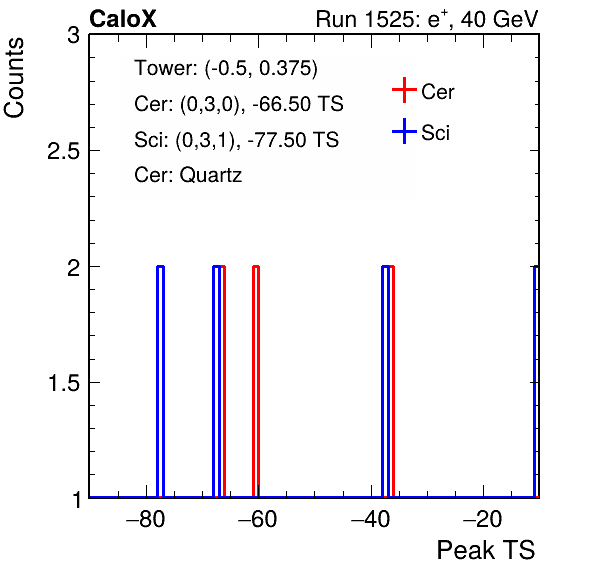 CaloX Run 1525: e⁺, 40 GeV
Counts
3
2.5
2
1.5
1
Tower: (-0.5, 0.375)
Cer: (0,3,0), -66.50 TS
Sci: (0,3,1), -77.50 TS
Cer: Quartz
Cer
Sci
−80 −60 −40 −20
Peak TS